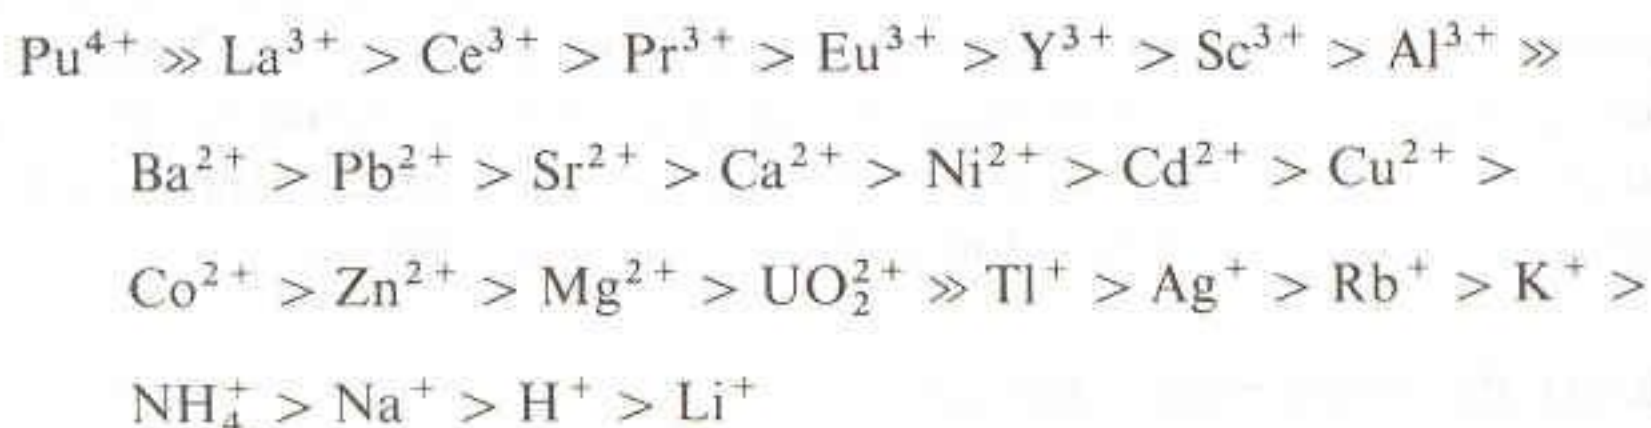 Pu⁴⁺ ≫ La³⁺ > Ce³⁺ > Pr³⁺ > Eu³⁺ > Y³⁺ > Sc³⁺ > Al³⁺ ≫
Ba²⁺ > Pb²⁺ > Sr²⁺ > Ca²⁺ > Ni²⁺ > Cd²⁺ > Cu²⁺ >
Co²⁺ > Zn²⁺ > Mg²⁺ > UO₂²⁺ ≫ Tl⁺ > Ag⁺ > Rb⁺ > K⁺ >
NH₄⁺ > Na⁺ > H⁺ > Li⁺